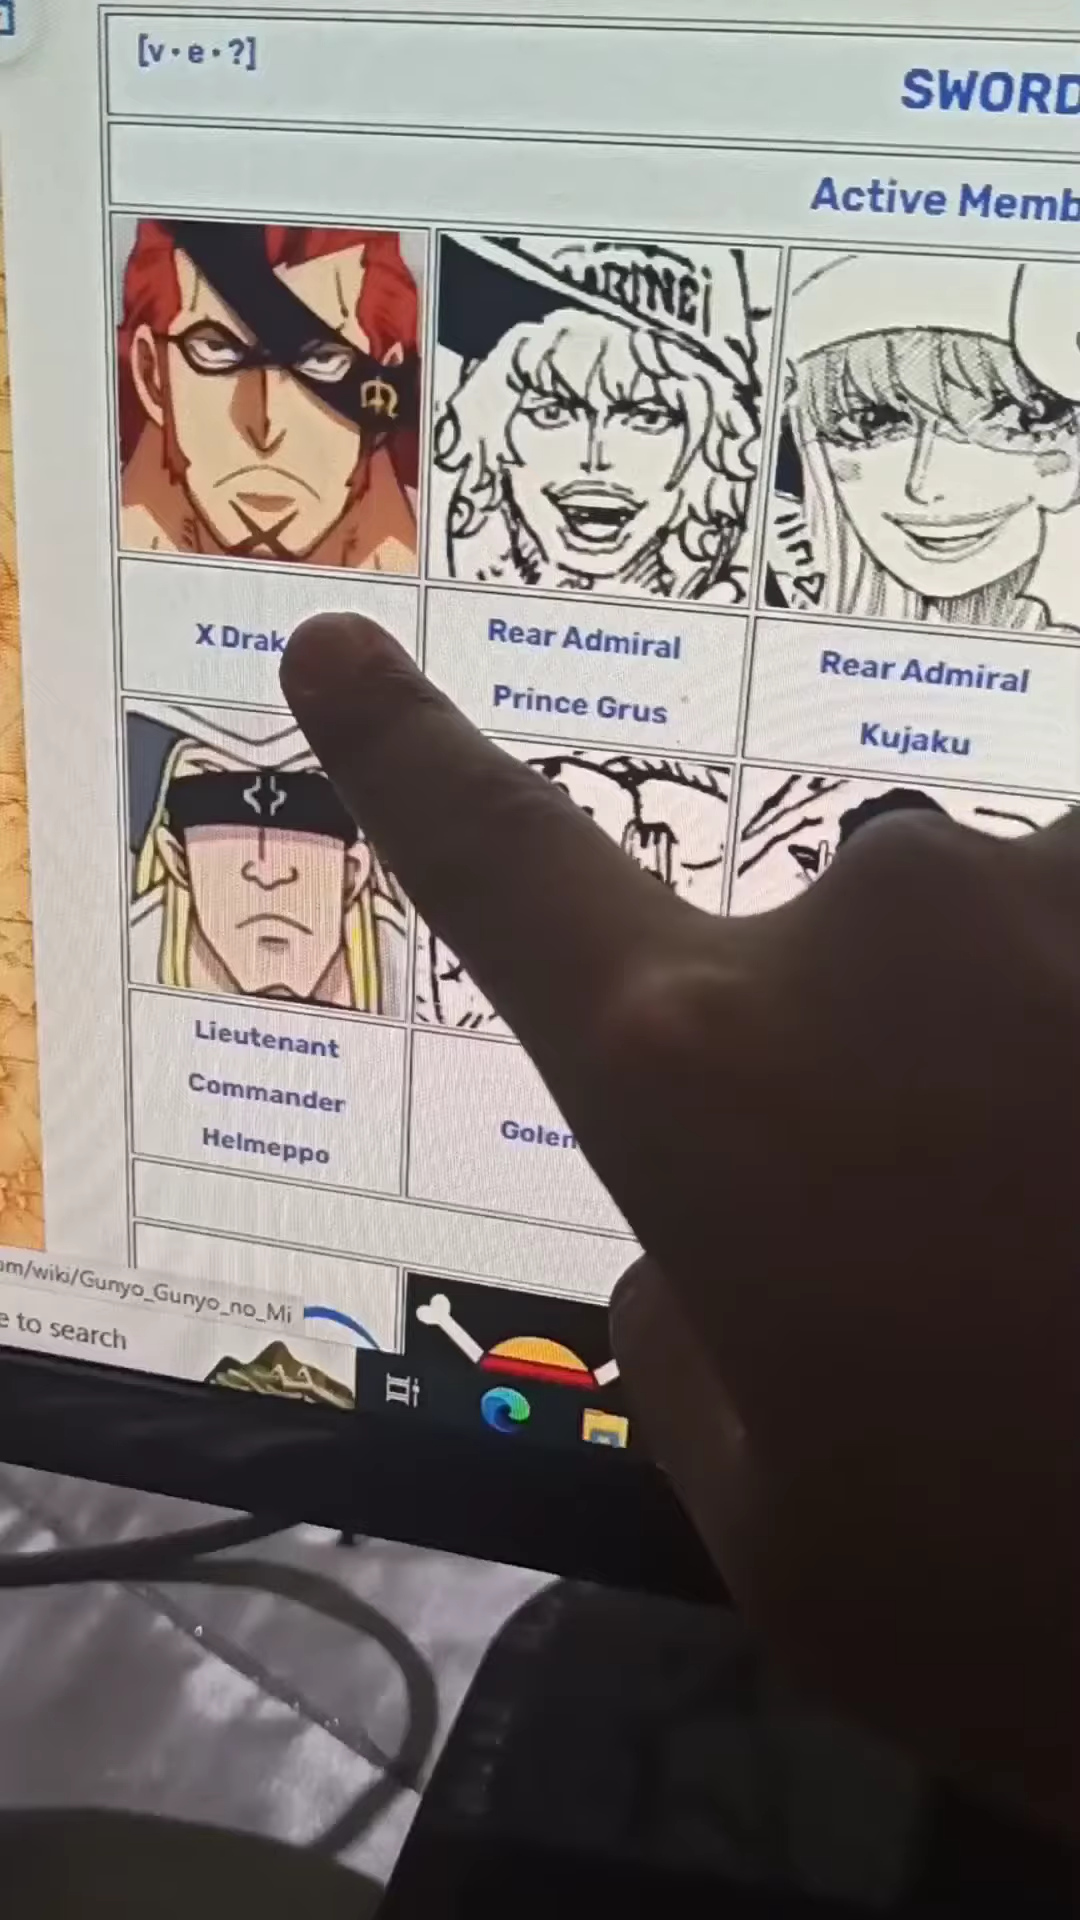 [v · e · ?]
SWORD
Active Memb
MARINE
X Drak
Rear Admiral
Prince Grus
Rear Admiral
Kujaku
Lieutenant
Commander
Helmeppo
Golem
om/wiki/Gunyo_Gunyo_no_Mi
e to search